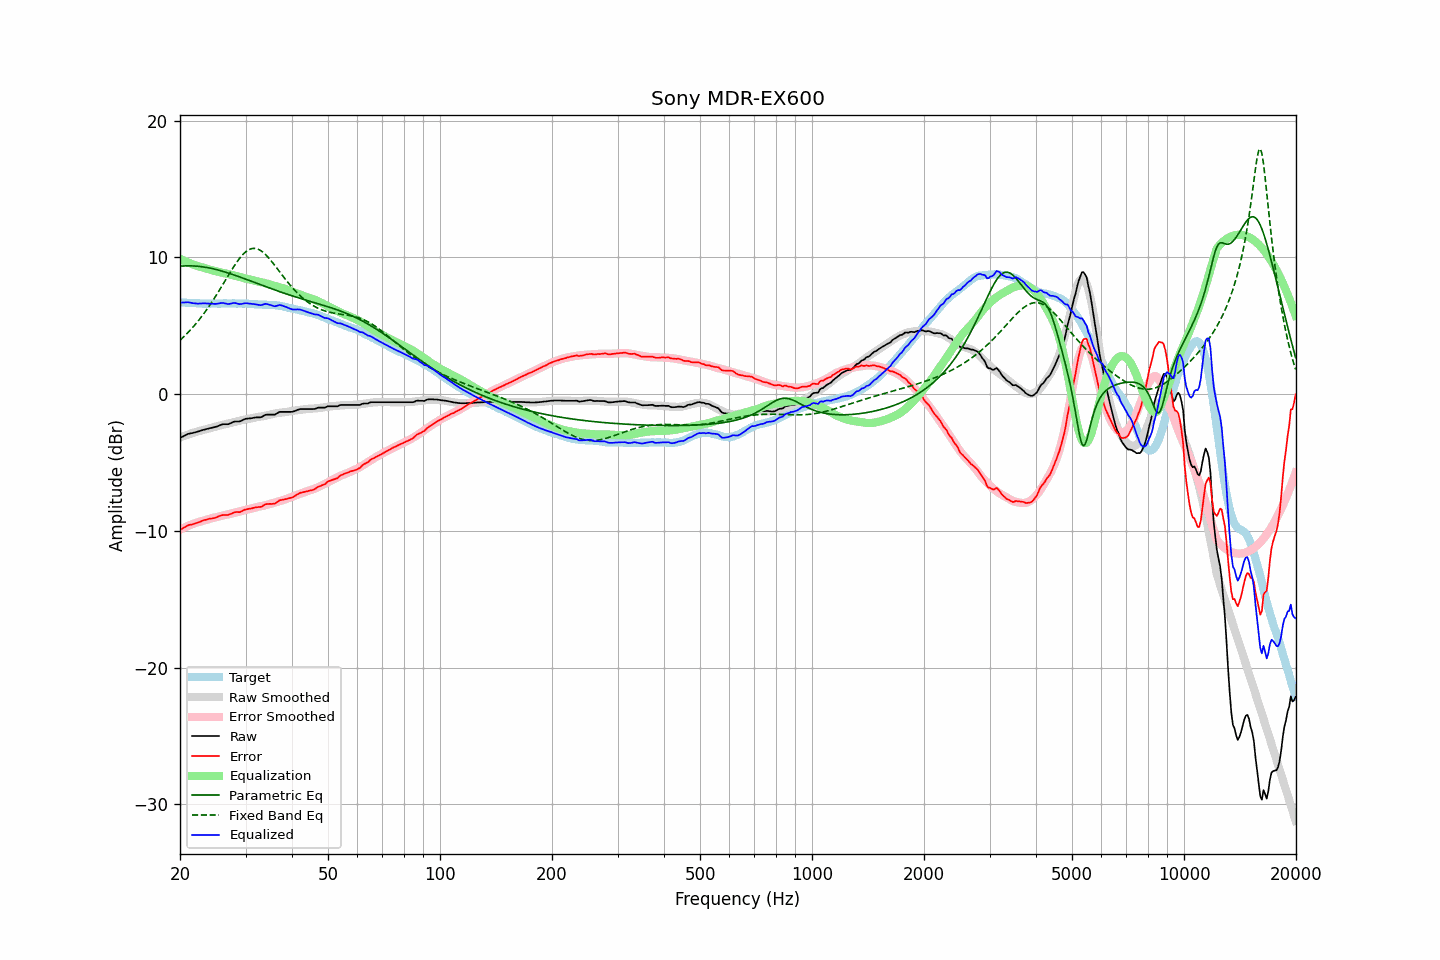 Sony MDR-EX600
20
10
0
−10
−20
−30
Amplitude (dBr)
Target
Raw Smoothed
Error Smoothed
Raw
Error
Equalization
Parametric Eq
Fixed Band Eq
Equalized
20 50 100 200 500 1000 2000 5000 10000 20000
Frequency (Hz)